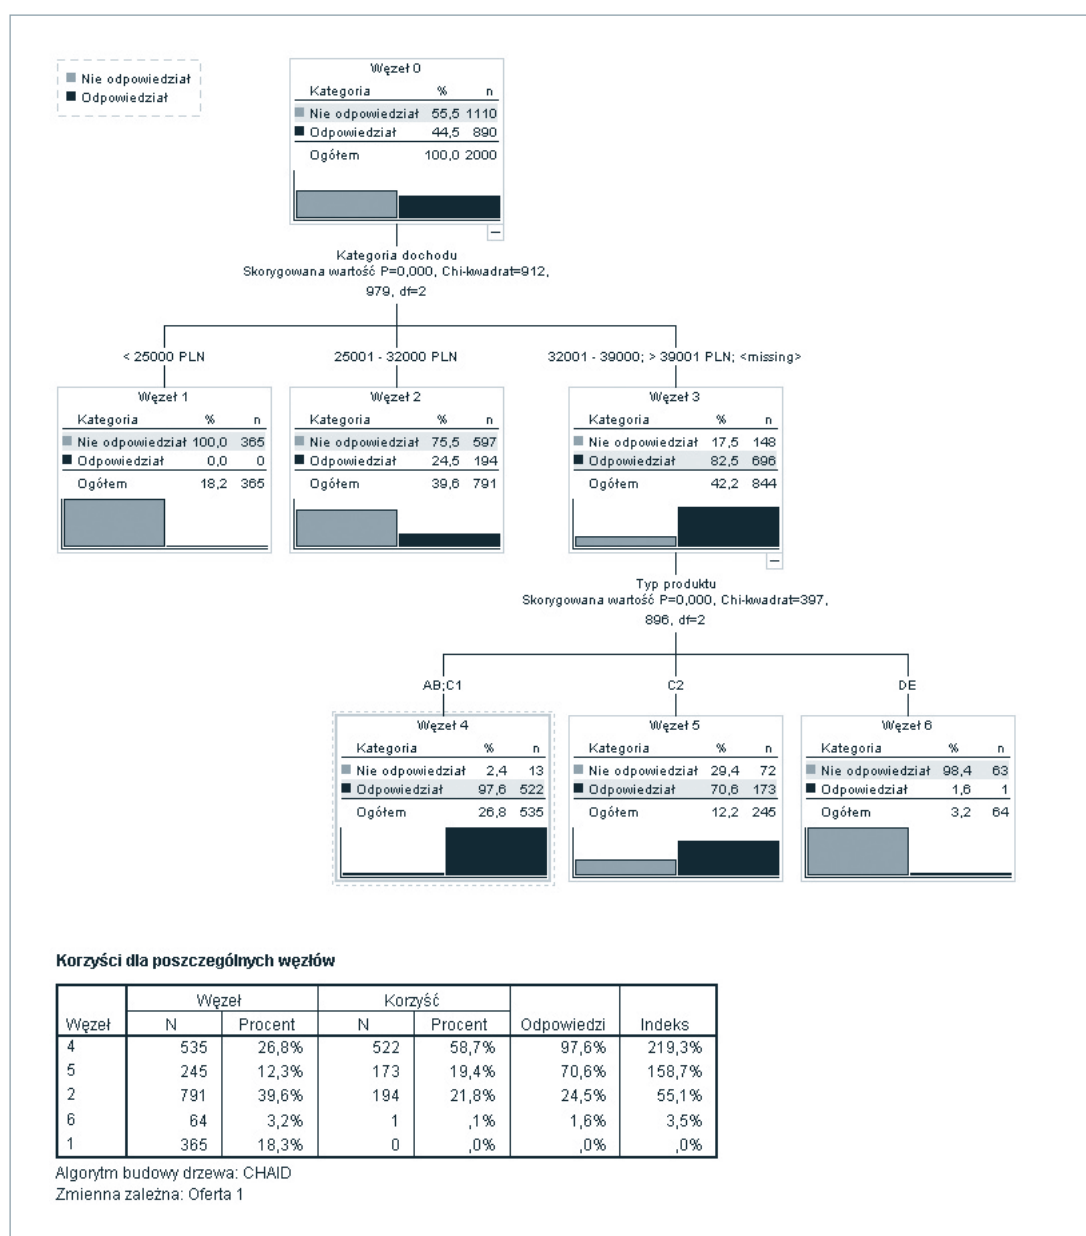 Nie odpowiedział
Odpowiedział
Węzeł 0
Kategoria % n
Nie odpowiedział 55,5 1110
Odpowiedział 44,5 890
Ogółem 100,0 2000
Kategoria dochodu
Skorygowana wartość P=0,000, Chi-kwadrat=912,
979, df=2
< 25000 PLN
25001 - 32000 PLN
32001 - 39000; > 39001 PLN; <missing>
Węzeł 1
Kategoria % n
Nie odpowiedział 100,0 365
Odpowiedział 0,0 0
Ogółem 18,2 365
Węzeł 2
Kategoria % n
Nie odpowiedział 75,5 597
Odpowiedział 24,5 194
Ogółem 39,6 791
Węzeł 3
Kategoria % n
Nie odpowiedział 17,5 148
Odpowiedział 82,5 696
Ogółem 42,2 844
Typ produktu
Skorygowana wartość P=0,000, Chi-kwadrat=397,
896, df=2
AB;C1
C2
DE
Węzeł 4
Kategoria % n
Nie odpowiedział 2,4 13
Odpowiedział 97,6 522
Ogółem 26,8 535
Węzeł 5
Kategoria % n
Nie odpowiedział 29,4 72
Odpowiedział 70,6 173
Ogółem 12,2 245
Węzeł 6
Kategoria % n
Nie odpowiedział 98,4 63
Odpowiedział 1,6 1
Ogółem 3,2 64
Korzyści dla poszczególnych węzłów
Węzeł Korzyść
Węzeł N Procent N Procent Odpowiedzi Indeks
4 535 26,8% 522 58,7% 97,6% 219,3%
5 245 12,3% 173 19,4% 70,6% 158,7%
2 791 39,6% 194 21,8% 24,5% 55,1%
6 64 3,2% 1 ,1% 1,6% 3,5%
1 365 18,3% 0 ,0% ,0% ,0%
Algorytm budowy drzewa: CHAID
Zmienna zależna: Oferta 1